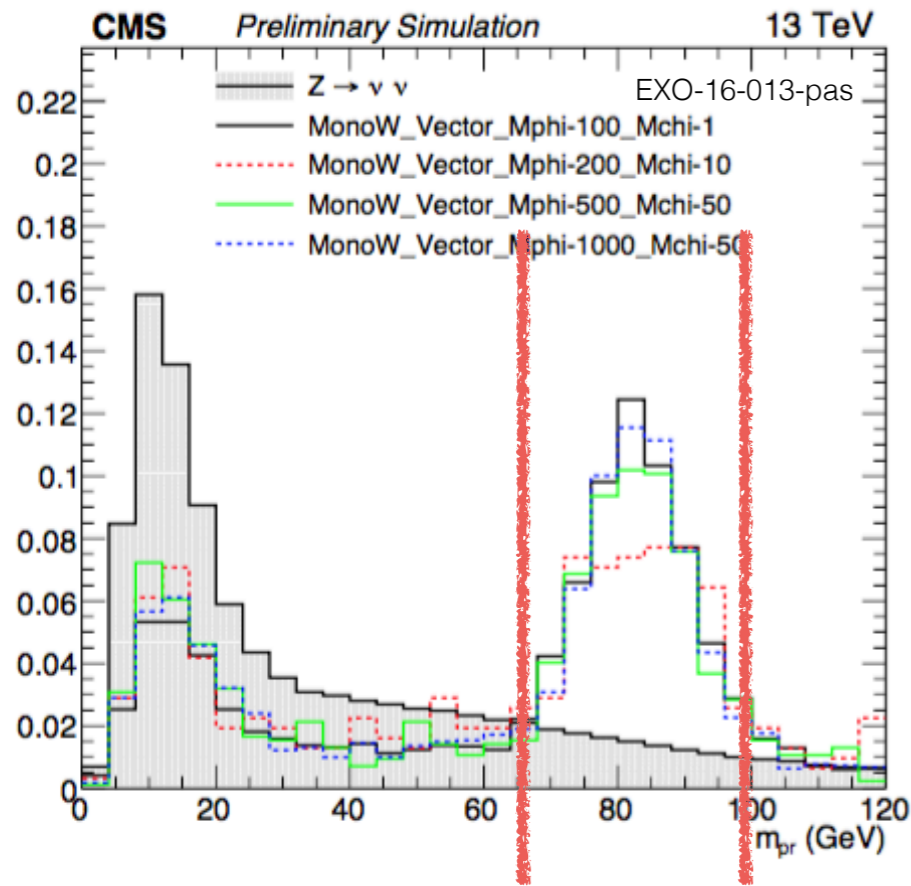 CMS Preliminary Simulation 13 TeV
Z → ν ν
EXO-16-013-pas
MonoW_Vector_Mphi-100_Mchi-1
MonoW_Vector_Mphi-200_Mchi-10
MonoW_Vector_Mphi-500_Mchi-50
MonoW_Vector_Mphi-1000_Mchi-50
0.22
0.2
0.18
0.16
0.14
0.12
0.1
0.08
0.06
0.04
0.02
0
0 20 40 60 80 100 120
m_pr (GeV)